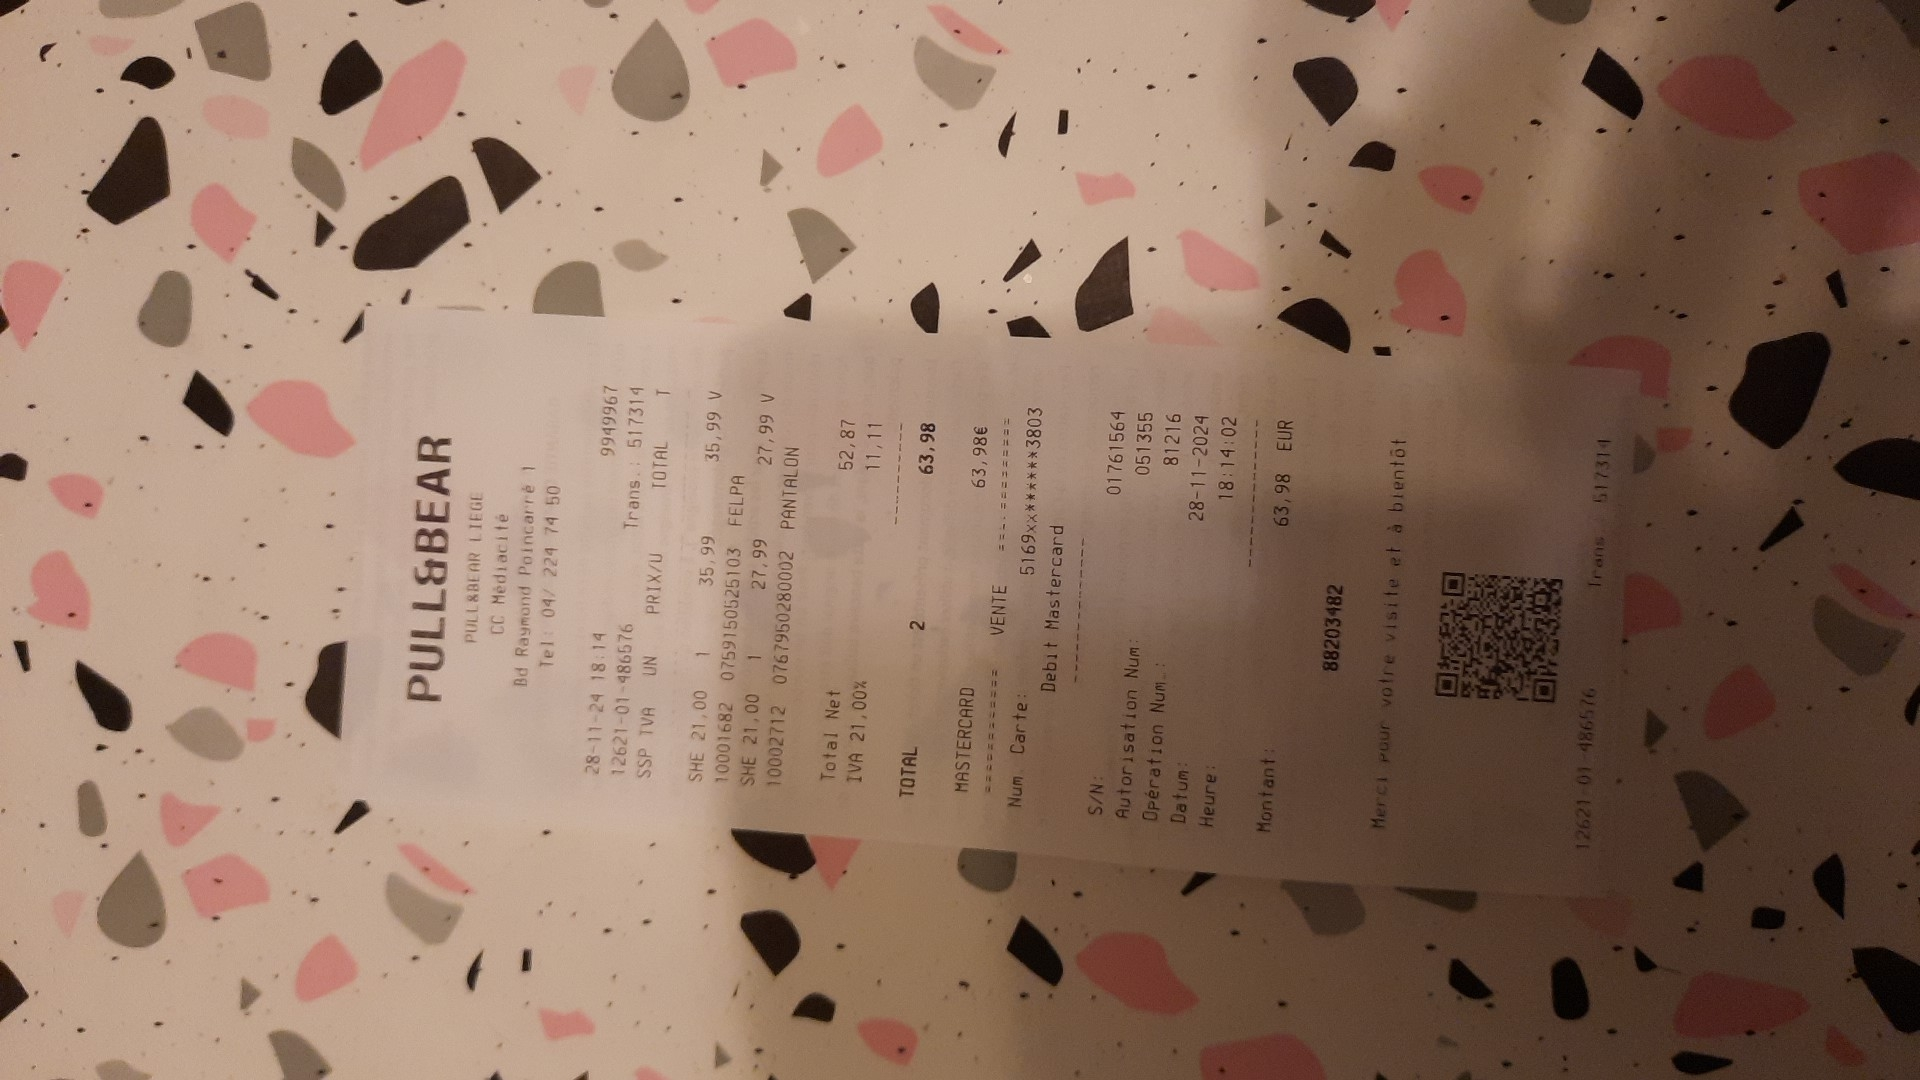 PULL&BEAR
PULL&BEAR LIEGE
CC Médiacité
Bd Raymond Poincarré 1
Tel: 04/ 224 74 50
28-11-24 18:14 9949967
12621-01-486576 Trans.: 517314
SSP TVA UN PRIX/U TOTAL T
SHE 21,00 1 35,99 35,99 V
10001682 0759150525103 FELPA
SHE 21,00 1 27,99 27,99 V
10002712 0767950280002 PANTALON
Total Net 52,87
IVA 21,00% 11,11
----------
TOTAL 2 63,98
MASTERCARD 63,98€
========== VENTE ==============
Num. Carte: 5169xx*******3803
Debit Mastercard
--------------
S/N: 01761564
Autorisation Num: 051355
Opération Num.: 81216
Datum: 28-11-2024
Heure: 18:14:02
--------------
Montant: 63,98 EUR
88203482
Merci pour votre visite et à bientôt
12621-01-486576 Trans.: 517314